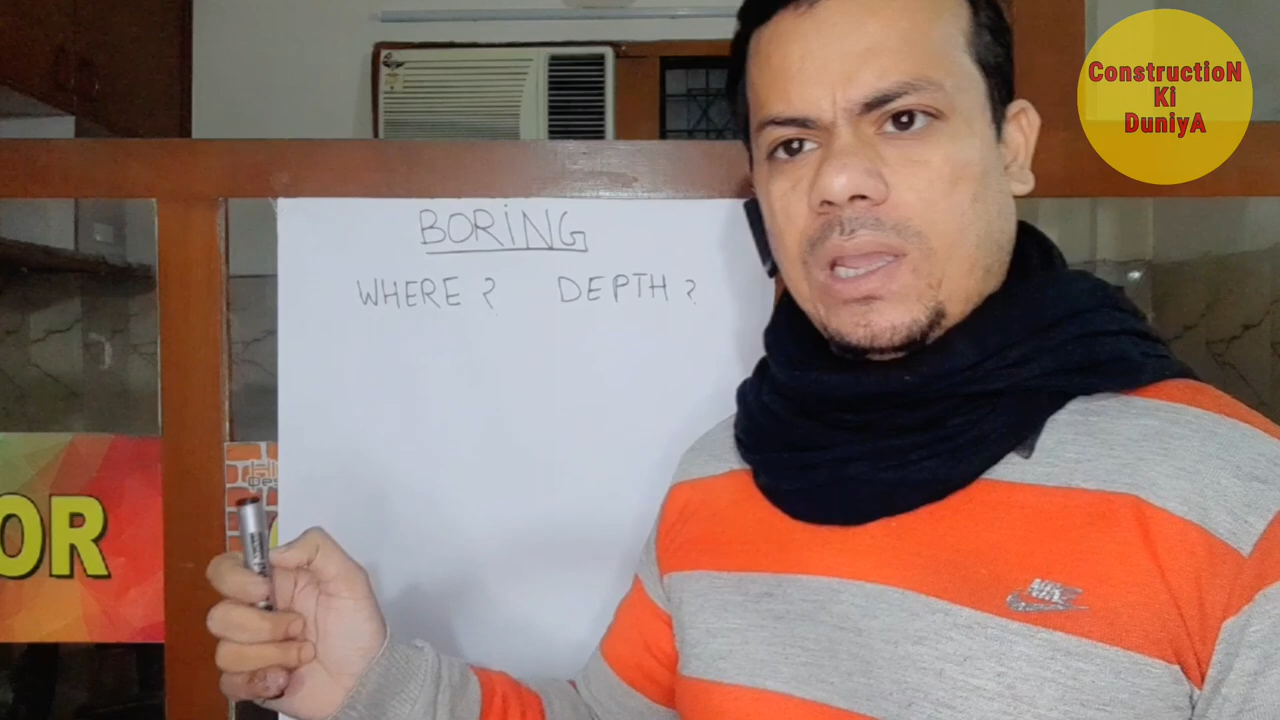 ConstructioN
Ki
DuniyA
BORiNG
WHERE ? DEPTH ?
OR